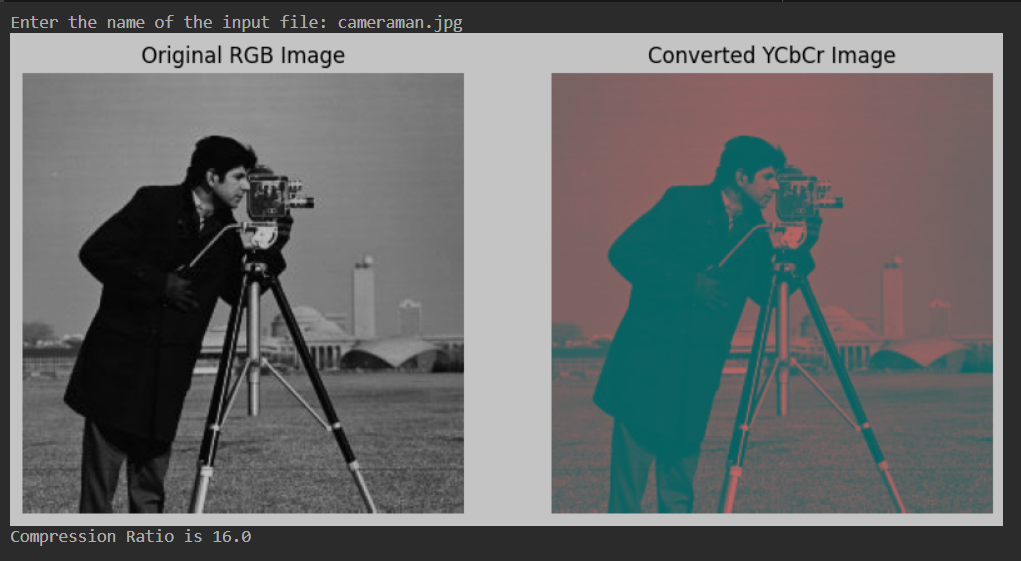 Enter the name of the input file: cameraman.jpg
Original RGB Image
Converted YCbCr Image
Compression Ratio is 16.0